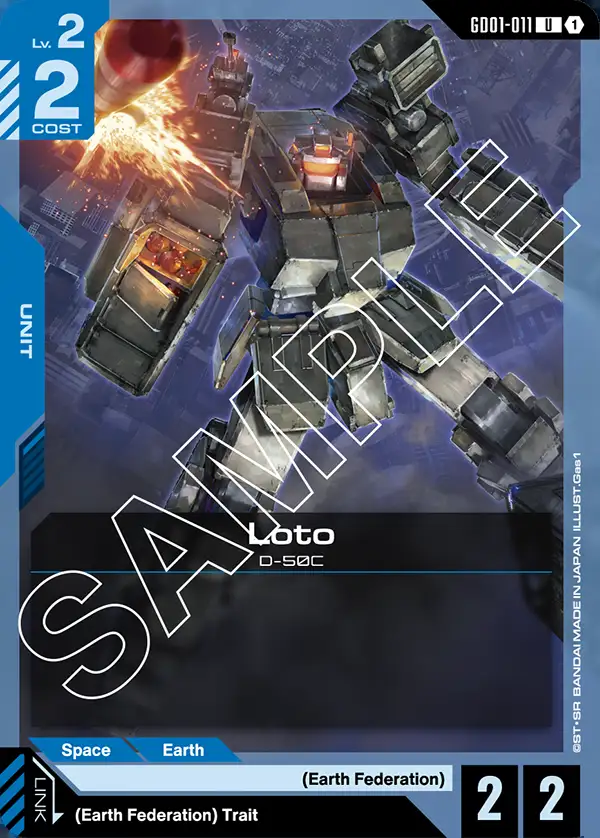 Lv. 2
2
COST
GD01-011 U 1
UNIT
SAMPLE
Loto
D-50C
©ST・SR BANDAI MADE IN JAPAN ILLUST.Gas1
Space Earth
(Earth Federation)
LINK
(Earth Federation) Trait
2 2